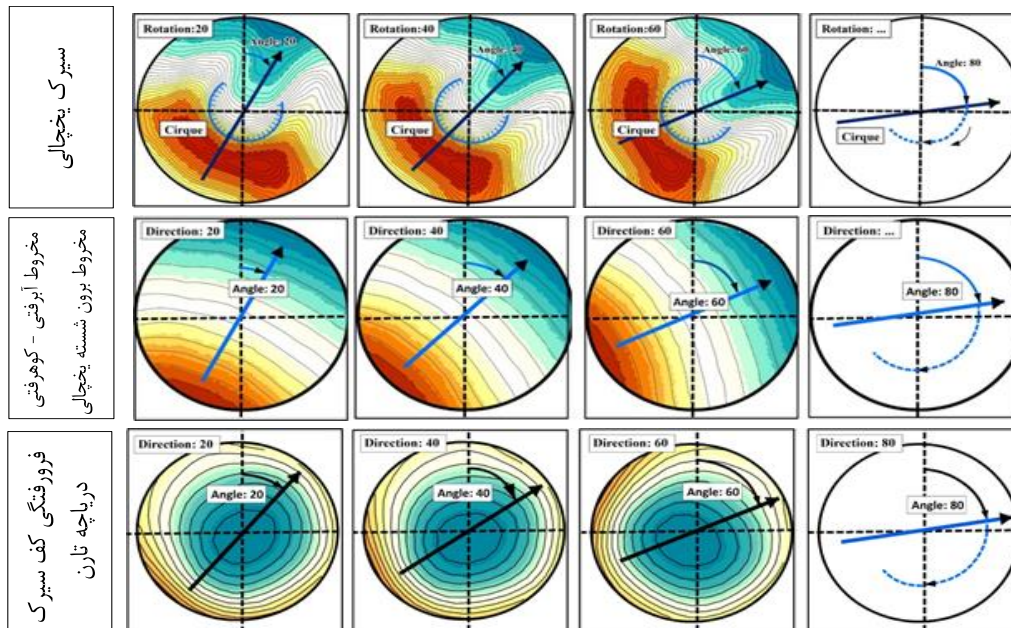 سیرک یخچالی
Rotation:20
Angle: 20
Cirque
Rotation:40
Angle: 40
Cirque
Rotation:60
Angle: 60
Cirque
Rotation: ...
Angle: 80
Cirque
مخروط آبرفتی - کوهرفتی
مخروط برون شسته یخچالی
Direction: 20
Angle: 20
Direction: 40
Angle: 40
Direction: 60
Angle: 60
Direction: ...
Angle: 80
فرورفتگی کف سیرک
دریاچه تارن
Direction: 20
Angle: 20
Direction: 40
Angle: 40
Direction: 60
Angle: 60
Direction: 80
Angle: 80